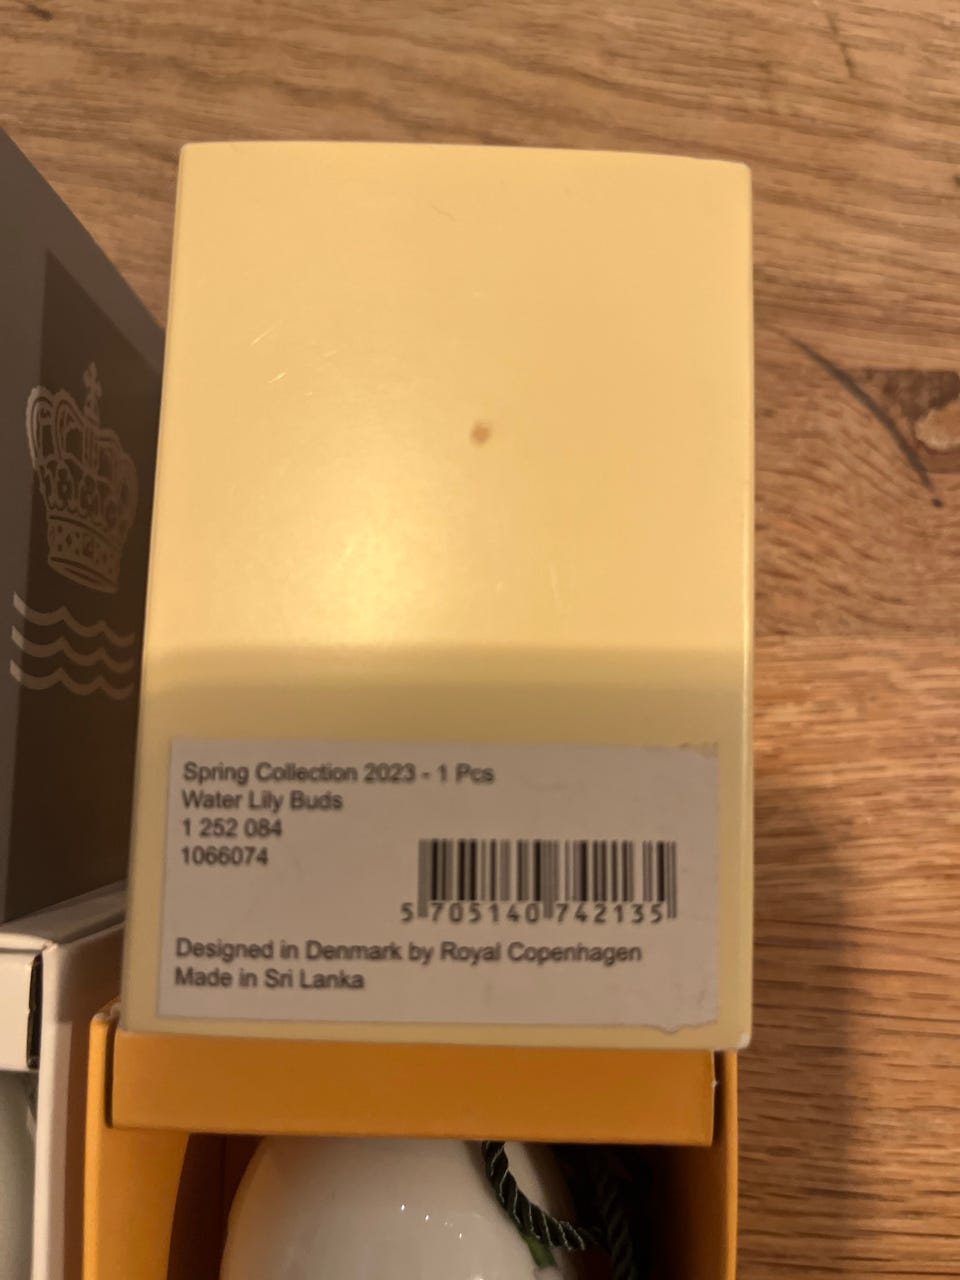 Spring Collection 2023 - 1 Pcs
Water Lily Buds
1 252 084
1066074
5 705140 742135
Designed in Denmark by Royal Copenhagen
Made in Sri Lanka